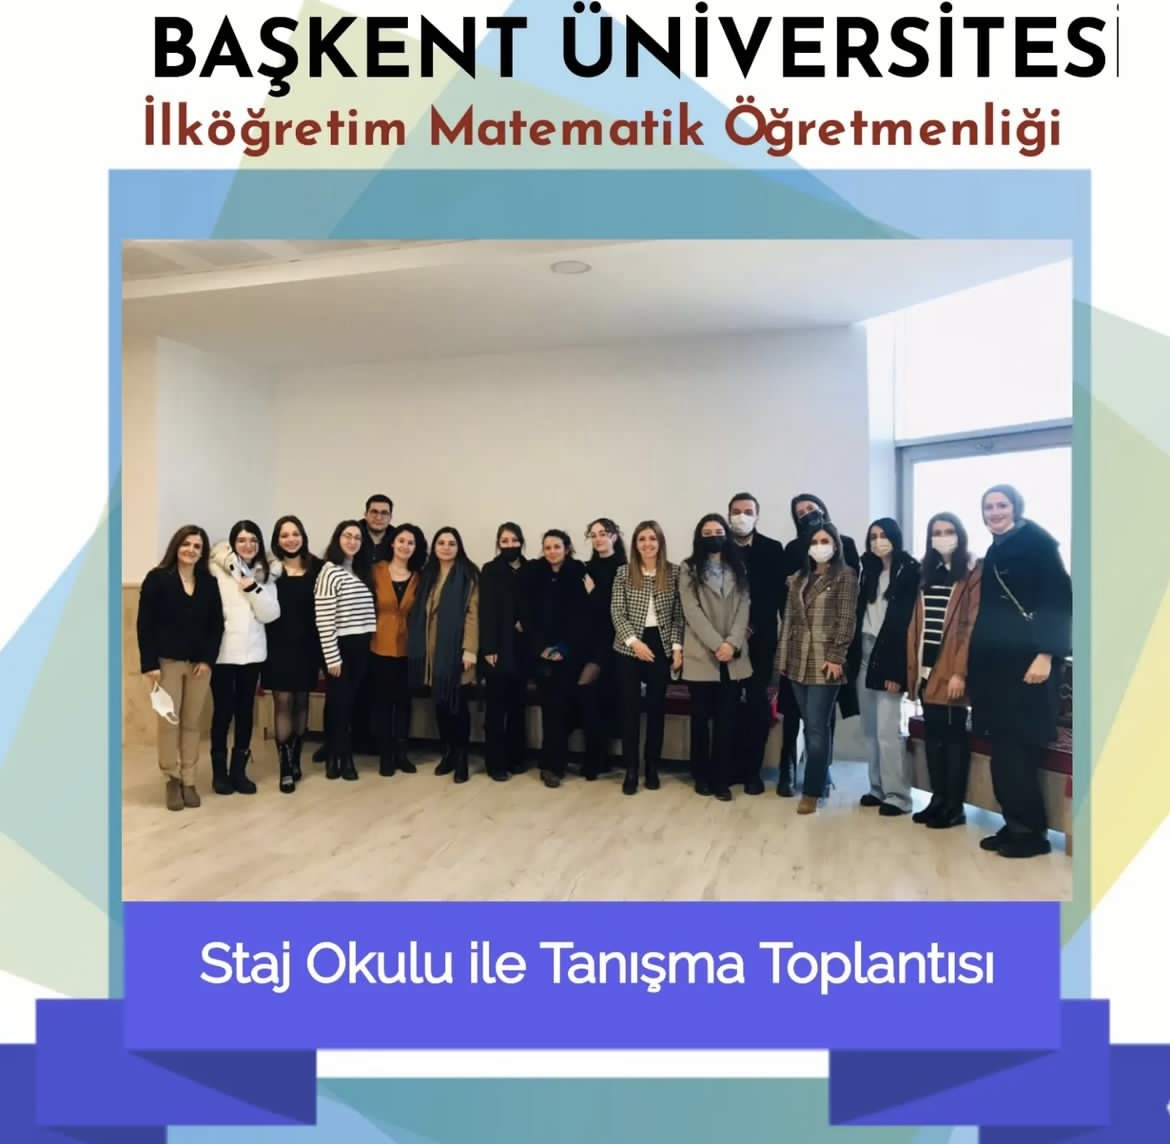 BAŞKENT ÜNİVERSİTESİ
İlköğretim Matematik Öğretmenliği
Staj Okulu ile Tanışma Toplantısı